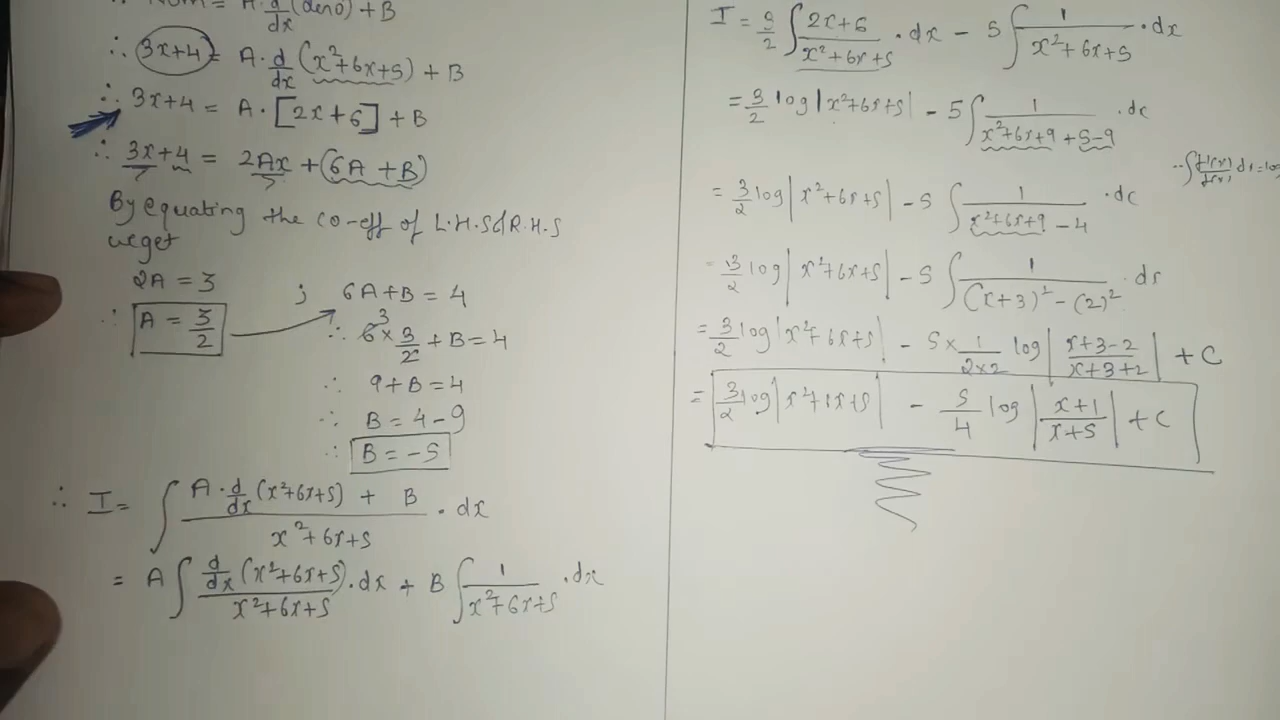 ∴ Num = A·d/dx (deno) + B
∴ 3x+4 = A·d/dx (x²+6x+5) + B
∴ 3x+4 = A·[2x+6] + B
∴ 3x+4 = 2Ax + (6A+B)
By equating the co-eff of L.H.S & R.H.S
we get
2A = 3 ; 6A+B = 4
∴ A = 3/2
∴ 6 3 × 3/2 + B = 4
∴ 9+B = 4
∴ B = 4-9
∴ B = -5
∴ I = ∫ A·d/dx (x²+6x+5) + B / x²+6x+5 · dx
= A ∫ d/dx (x²+6x+5) / x²+6x+5 · dx + B ∫ 1 / x²+6x+5 · dx
I = 3/2 ∫ 2x+6 / x²+6x+5 · dx - 5 ∫ 1 / x²+6x+5 · dx
= 3/2 log|x²+6x+5| - 5 ∫ 1 / x²+6x+9+5-9 · dx
∵ ∫ f'(x)/f(x) dx = log
= 3/2 log|x²+6x+5| - 5 ∫ 1 / x²+6x+9-4 · dx
= 3/2 log|x²+6x+5| - 5 ∫ 1 / (x+3)²-(2)² · dx
= 3/2 log|x²+6x+5| - 5 × 1/2×2 log|x+3-2 / x+3+2| + C
= 3/2 log|x²+6x+5| - 5/4 log|x+1 / x+5| + C